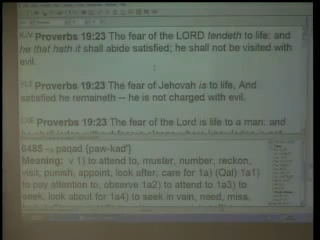 KJV Proverbs 19:23 The fear of the LORD tendeth to life: and
he that hath it shall abide satisfied; he shall not be visited with
evil.
YLT Proverbs 19:23 The fear of Jehovah is to life, And
satisfied he remaineth -- he is not charged with evil.
Proverbs 19:23 The fear of the Lord is life to a man: and
6485 paqad {paw-kad'}
Meaning: v 1) to attend to, muster, number, reckon,
visit, punish, appoint, look after, care for 1a) (Qal) 1a1)
to pay attention to, observe 1a2) to attend to 1a3) to
seek, look about for 1a4) to seek in vain, need, miss,